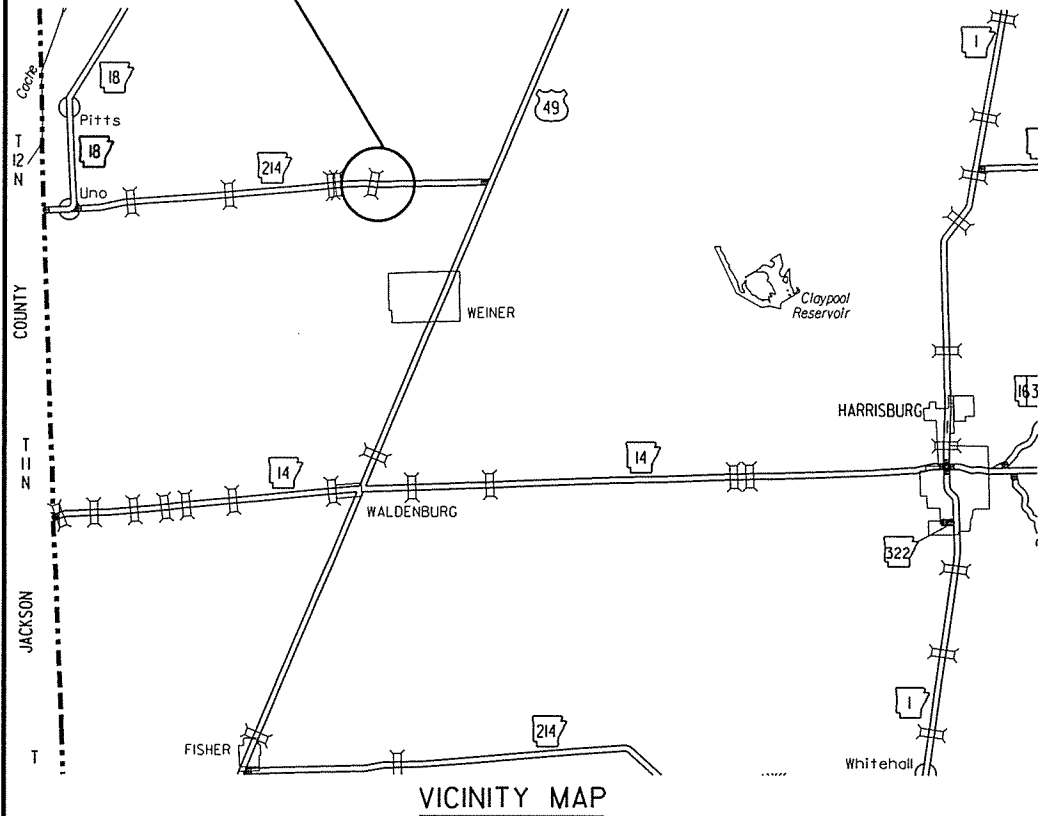 1
18
Cache
49
Pitts
T
12
N
18
214
Uno
COUNTY
WEINER
Claypool
Reservoir
HARRISBURG
163
T
11
N
14
14
WALDENBURG
322
JACKSON
1
FISHER
214
T
Whitehall
VICINITY MAP